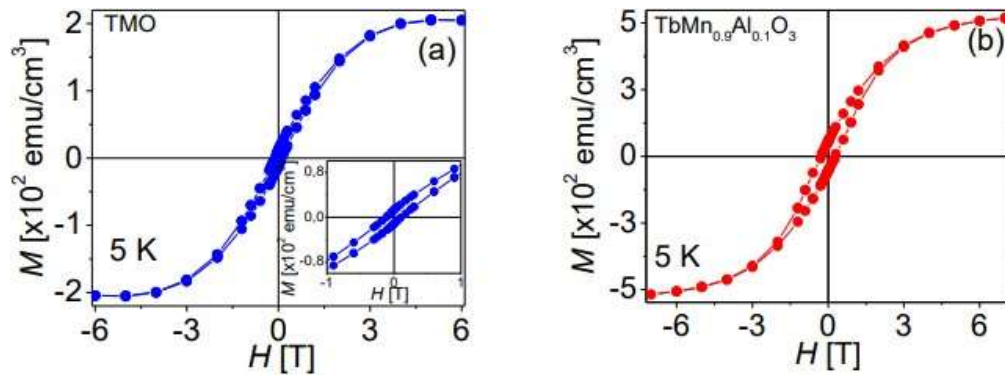 TMO
(a)
5 K
M [x10² emu/cm³]
2
1
0
-1
-2
-6
-3
0
3
6
H [T]
M [x10² emu/cm³]
0,8
0,0
-0,8
-1
0
1
H [T]
TbMn₀.₉Al₀.₁O₃
(b)
5 K
M [x10² emu/cm³]
5
3
0
-3
-5
-6
-3
0
3
6
H [T]